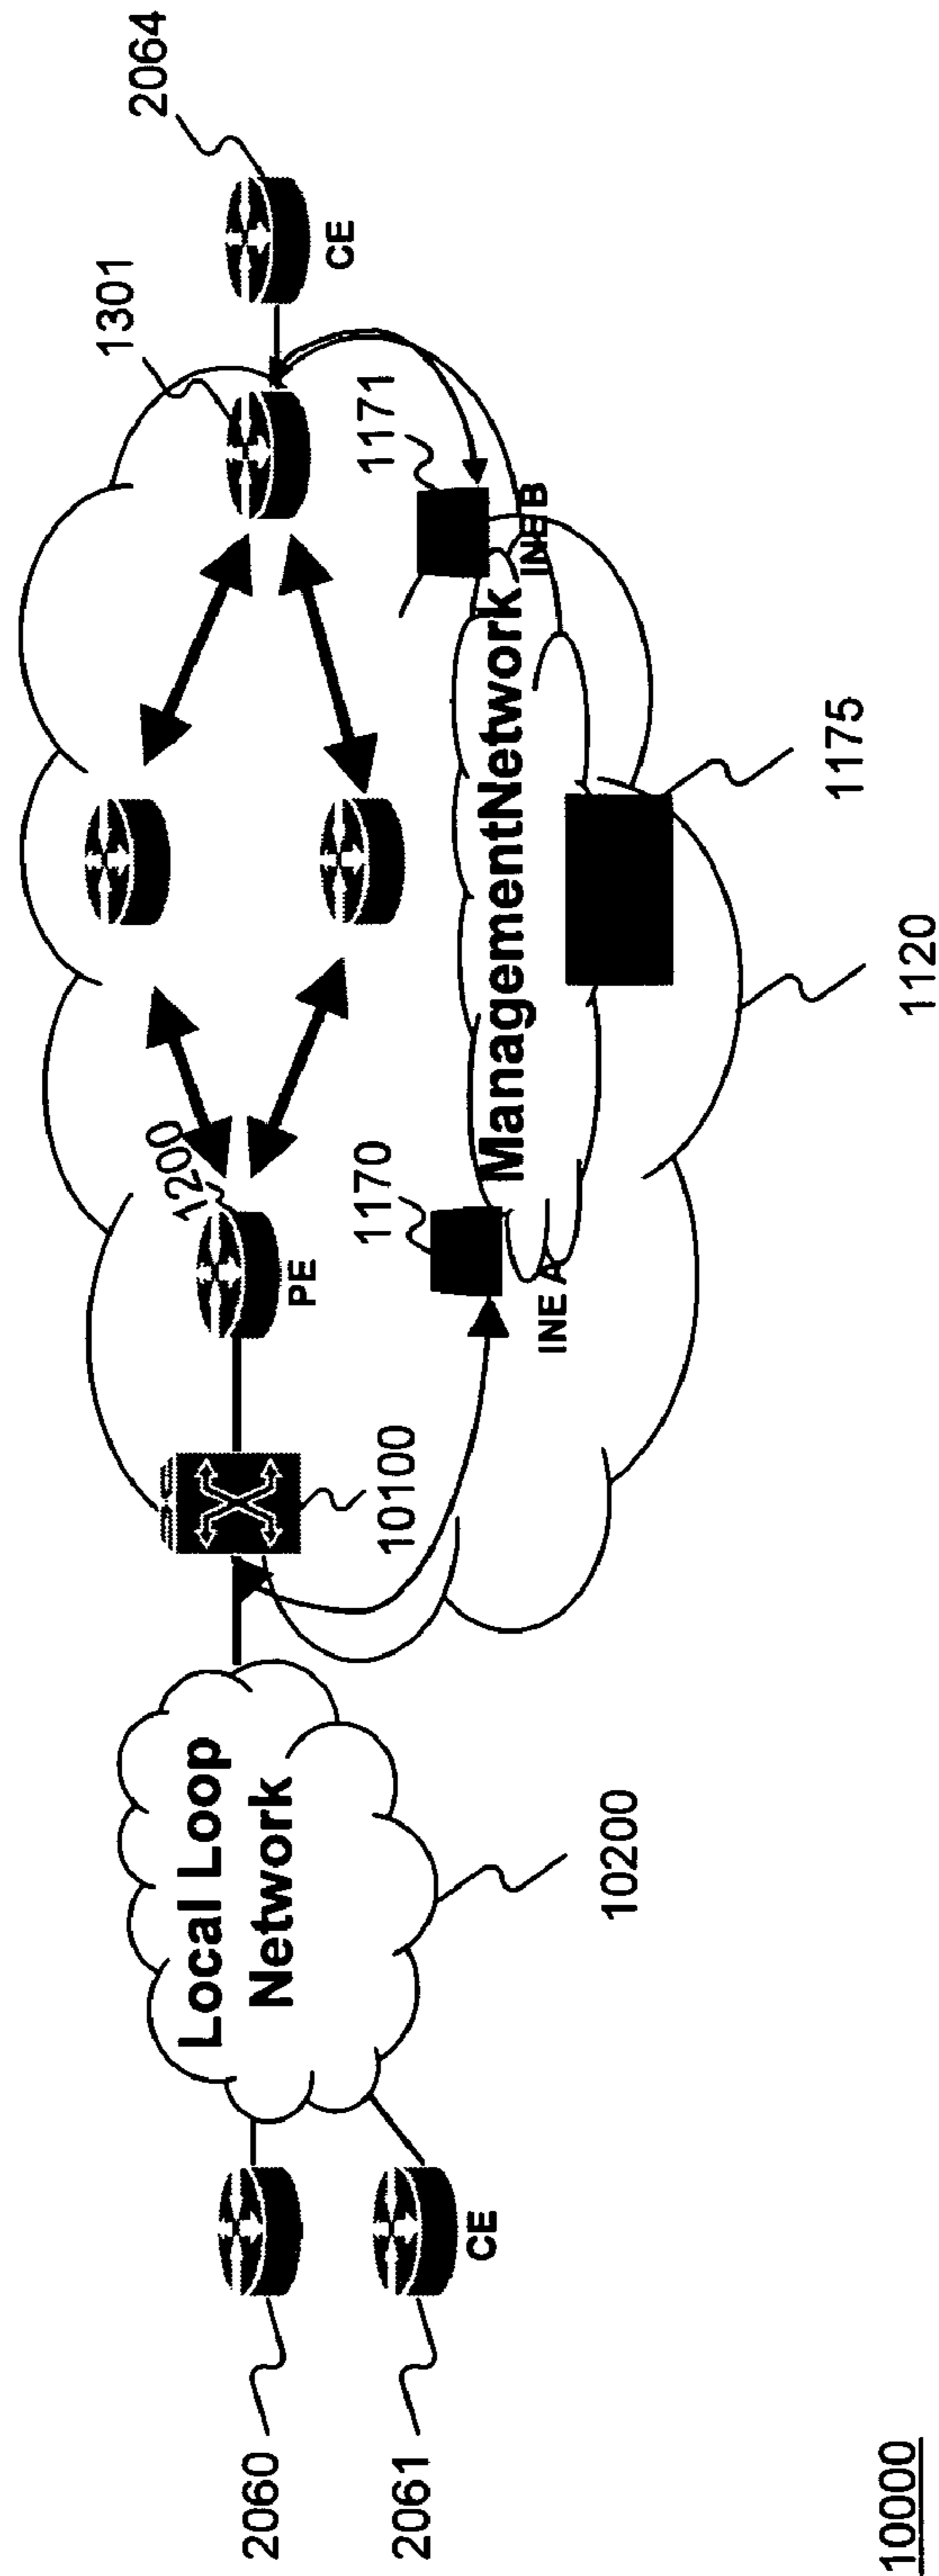 2064
CE
1301
1171
INE B
1200
PE
1170
INE A
ManagementNetwork
1175
1120
10100
Local Loop
Network
10200
2060
2061
CE
10000